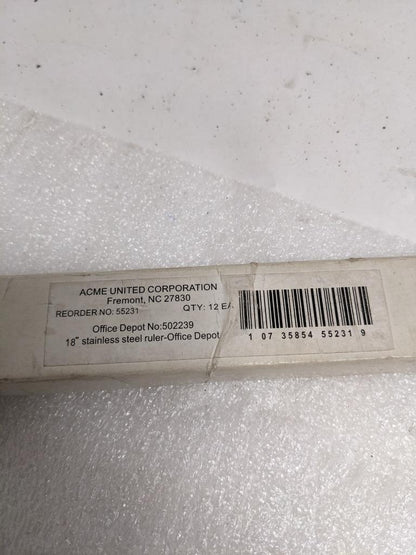 ACME UNITED CORPORATION
Fremont, NC 27830
REORDER NO: 55231 QTY: 12 EA
Office Depot No:502239
18" stainless steel ruler-Office Depot
1 07 35854 55231 9